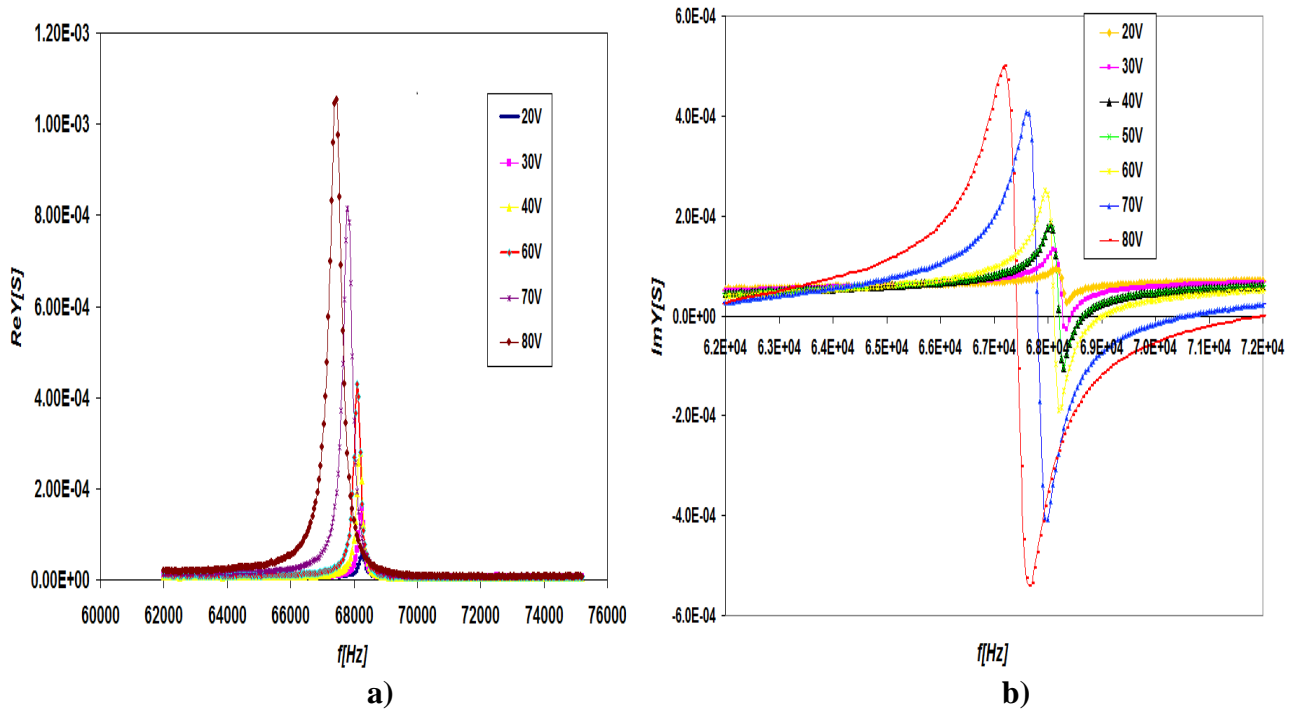 1.20E-03
1.00E-03
8.00E-04
6.00E-04
4.00E-04
2.00E-04
0.00E+00
ReY[S]
60000 62000 64000 66000 68000 70000 72000 74000 76000
f[Hz]
20V
30V
40V
60V
70V
80V
a)
6.0E-04
4.0E-04
2.0E-04
0.0E+00
-2.0E-04
-4.0E-04
-6.0E-04
ImY[S]
6.2E+04 6.3E+04 6.4E+04 6.5E+04 6.6E+04 6.7E+04 6.8E+04 6.9E+04 7.0E+04 7.1E+04 7.2E+04
f[Hz]
20V
30V
40V
50V
60V
70V
80V
b)